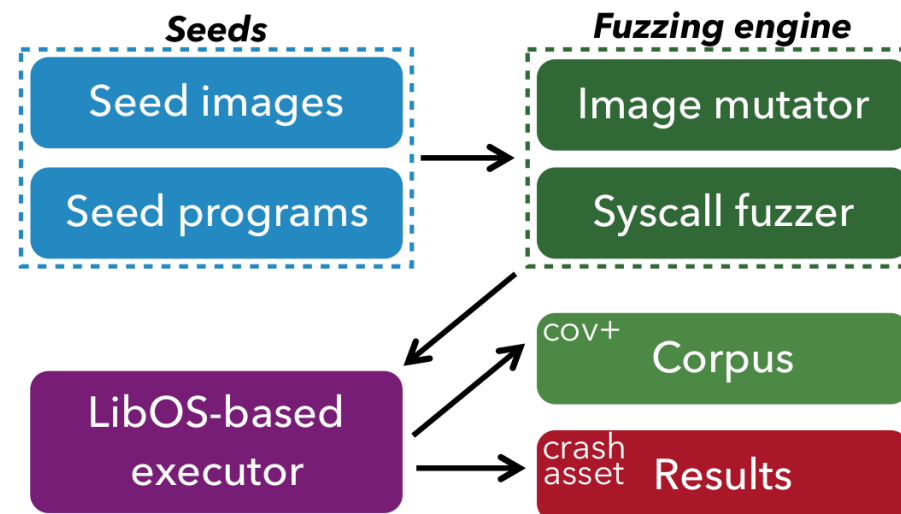 Seeds
Seed images
Seed programs
Fuzzing engine
Image mutator
Syscall fuzzer
LibOS-based
executor
cov+
Corpus
crash
asset
Results